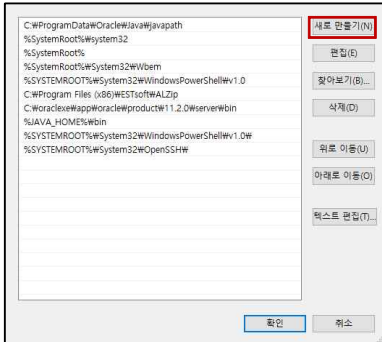 C:₩ProgramData₩Oracle₩Java₩javapath
%SystemRoot%₩system32
%SystemRoot%
%SystemRoot%₩System32₩Wbem
%SYSTEMROOT%₩System32₩WindowsPowerShell₩v1.0
C:₩Program Files (x86)₩ESTsoft₩ALZip
C:₩oraclexe₩app₩oracle₩product₩11.2.0₩server₩bin
%JAVA_HOME%₩bin
%SYSTEMROOT%₩System32₩WindowsPowerShell₩v1.0₩
%SYSTEMROOT%₩System32₩OpenSSH₩
새로 만들기(N)
편집(E)
찾아보기(B)...
삭제(D)
위로 이동(U)
아래로 이동(O)
텍스트 편집(T)...
확인
취소